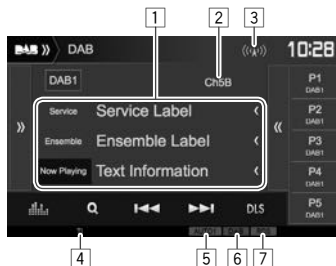 1 2 3
DAB DAB 10:28
DAB1 Ch5B P1
DAB1
Service Service Label P2
DAB1
Ensemble Ensemble Label P3
DAB1
Now Playing Text Information P4
DAB1
DLS P5
DAB1
4 5 6 7